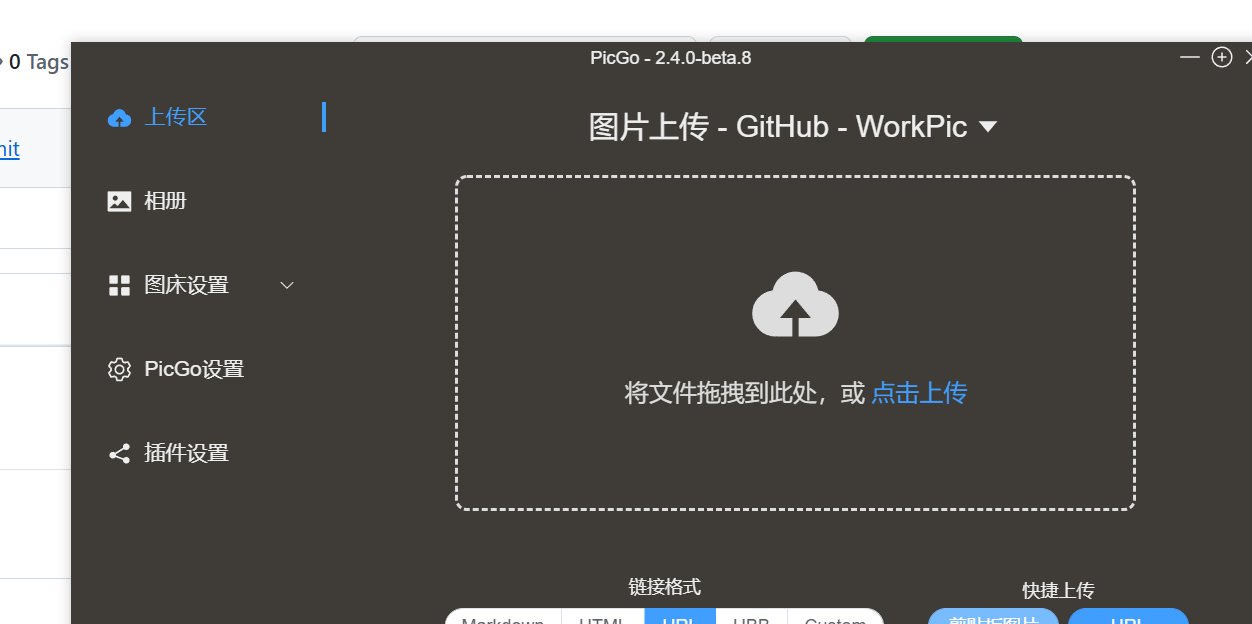 0 Tags
PicGo - 2.4.0-beta.8
上传区
图片上传 - GitHub - WorkPic
nit
相册
图床设置
PicGo设置
将文件拖拽到此处，或 点击上传
插件设置
链接格式
快捷上传
Markdown HTML URL UBB Custom
剪贴板图片 URL